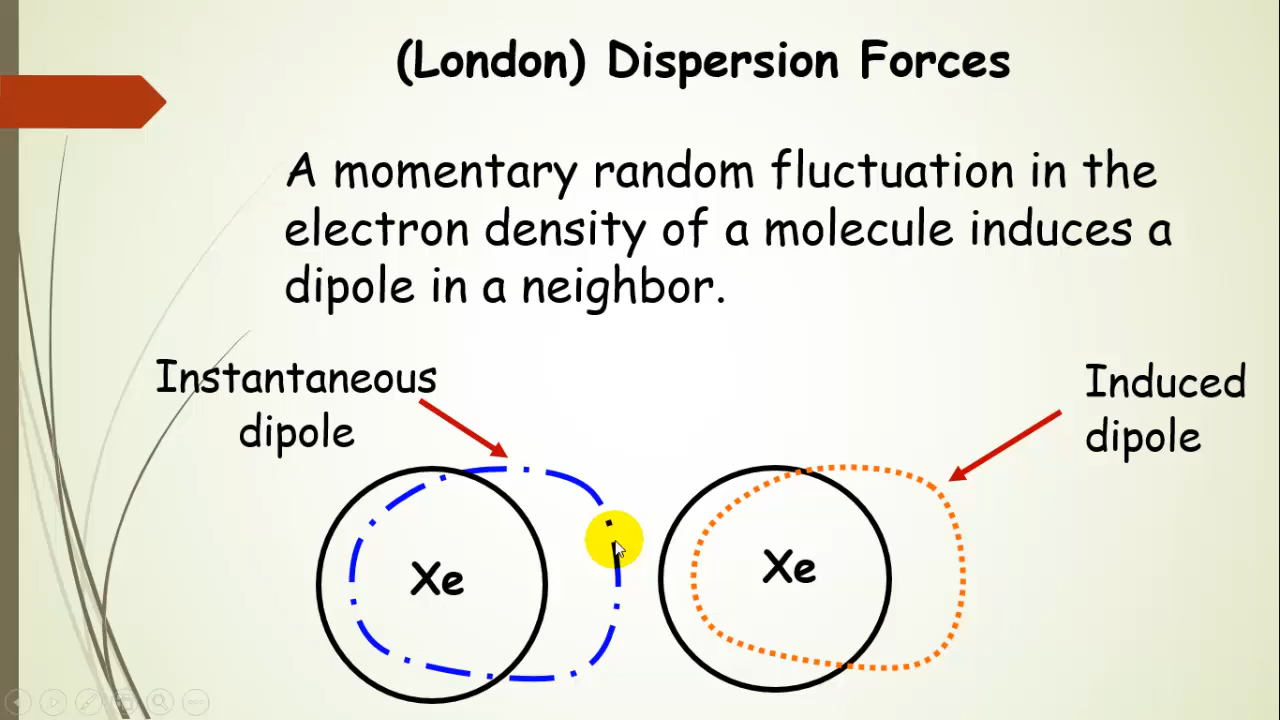 (London) Dispersion Forces
A momentary random fluctuation in the
electron density of a molecule induces a
dipole in a neighbor.
Instantaneous
dipole
Induced
dipole
Xe
Xe